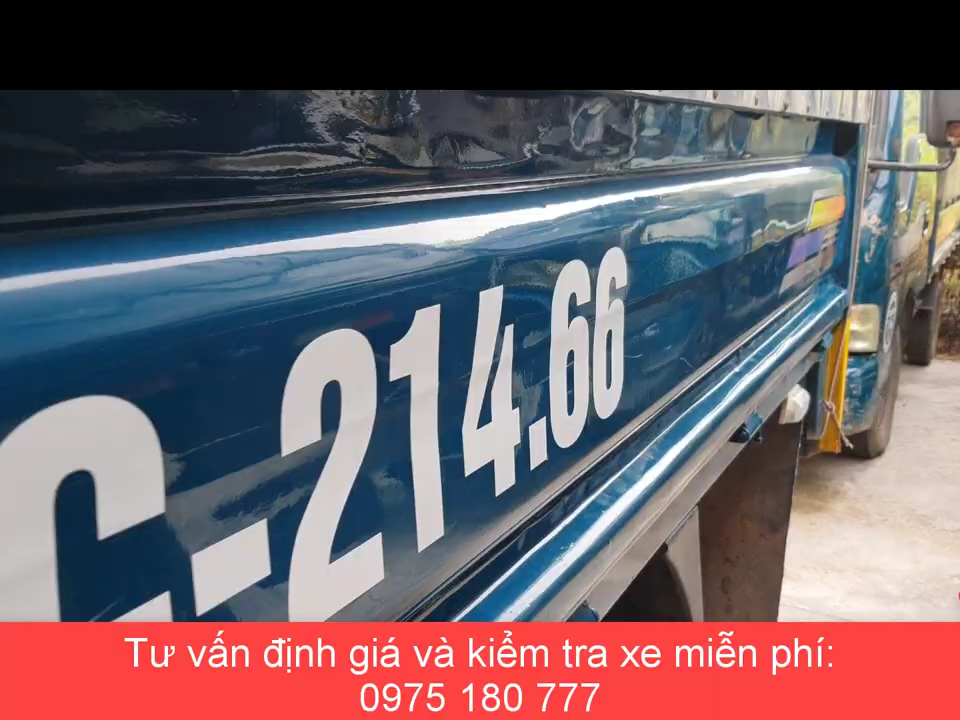 C-214.66
Tư vấn định giá và kiểm tra xe miễn phí:
0975 180 777